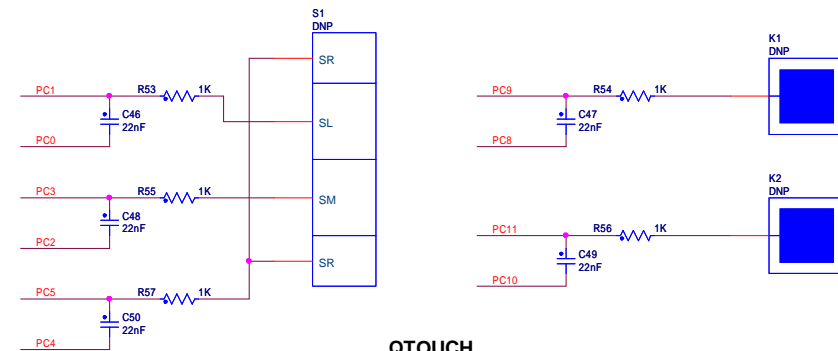 S1
DNP
SR
PC1
R53
1K
C46
22nF
SL
PC0
PC3
R55
1K
SM
C48
22nF
PC2
SR
PC5
R57
1K
C50
22nF
PC4
K1
DNP
PC9
R54
1K
C47
22nF
PC8
K2
DNP
PC11
R56
1K
C49
22nF
PC10
QTOUCH